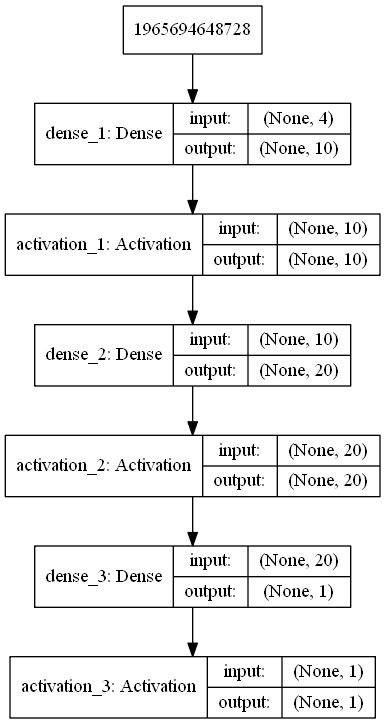 1965694648728
dense_1: Dense
input: (None, 4)
output: (None, 10)
activation_1: Activation
input: (None, 10)
output: (None, 10)
dense_2: Dense
input: (None, 10)
output: (None, 20)
activation_2: Activation
input: (None, 20)
output: (None, 20)
dense_3: Dense
input: (None, 20)
output: (None, 1)
activation_3: Activation
input: (None, 1)
output: (None, 1)